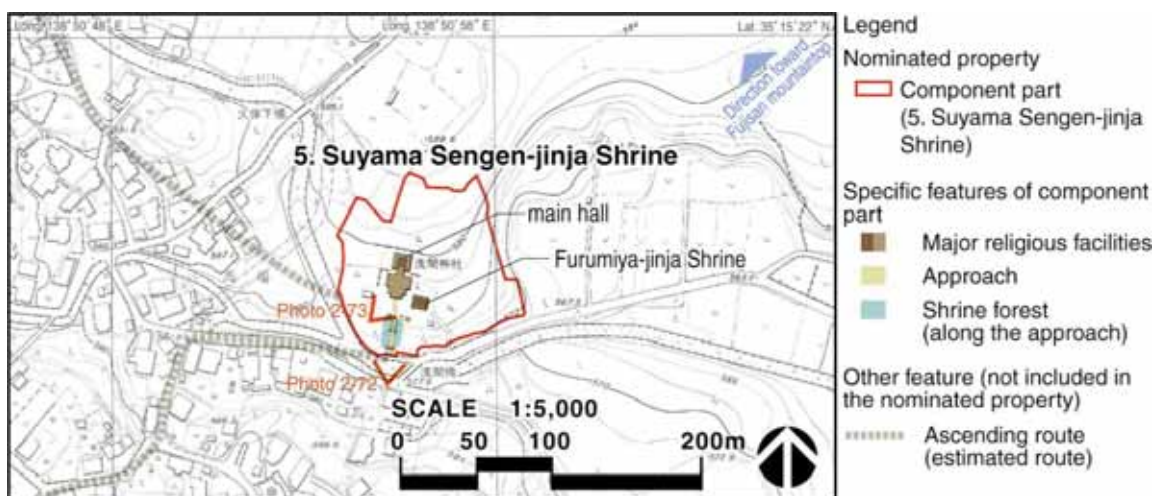 Long. 138˚50'48" E
Long. 138˚50'58" E
Lat. 35˚15'22" N
Direction toward
Fujisan mountaintop
5. Suyama Sengen-jinja Shrine
main hall
浅間神社
Furumiya-jinja Shrine
Photo 2-73
Photo 2-72
SCALE 1:5,000
0 50 100 200m
Legend
Nominated property
Component part
(5. Suyama Sengen-jinja
Shrine)
Specific features of component
part
Major religious facilities
Approach
Shrine forest
(along the approach)
Other feature (not included in
the nominated property)
Ascending route
(estimated route)